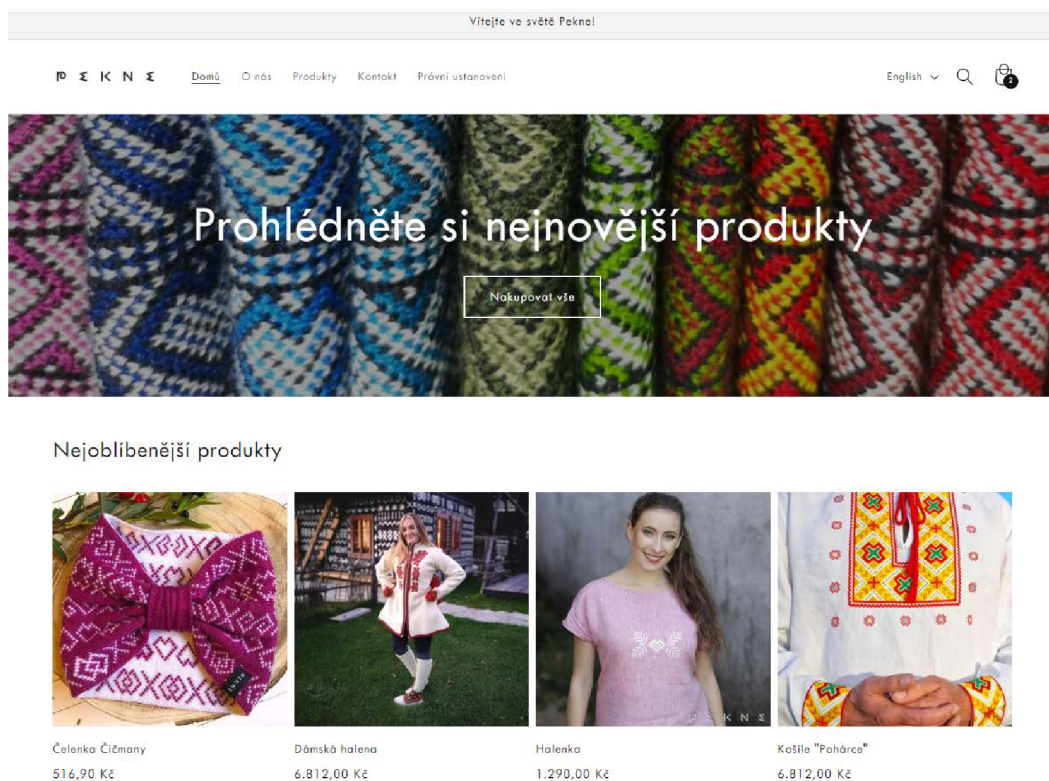 Vítejte ve světě Pekne!
PEKNE Domů O nás Produkty Kontakt Právní ustanovení English 2
Prohlédněte si nejnovější produkty
Nakupovat vše
Nejoblíbenější produkty
PEKNE
Čelenka Čičmany Dámská halena Halenka Košile "Pohárce"
516,90 Kč 6.812,00 Kč 1.290,00 Kč 6.812,00 Kč